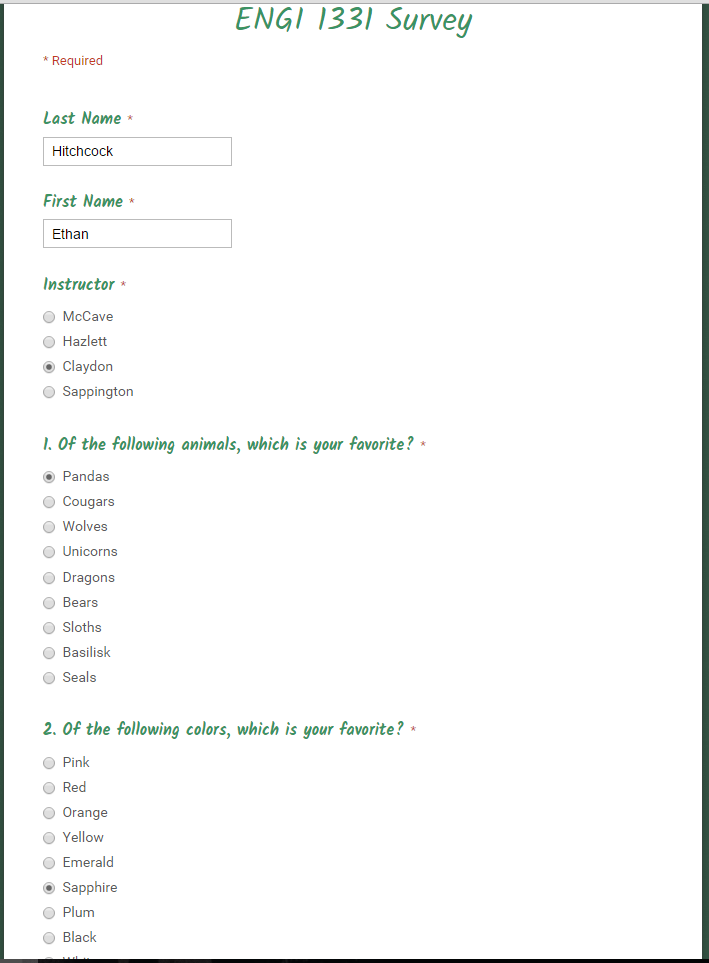 ENGI 1331 Survey
* Required
Last Name *
Hitchcock
First Name *
Ethan
Instructor *
McCave
Hazlett
Claydon
Sappington
1. Of the following animals, which is your favorite? *
Pandas
Cougars
Wolves
Unicorns
Dragons
Bears
Sloths
Basilisk
Seals
2. Of the following colors, which is your favorite? *
Pink
Red
Orange
Yellow
Emerald
Sapphire
Plum
Black